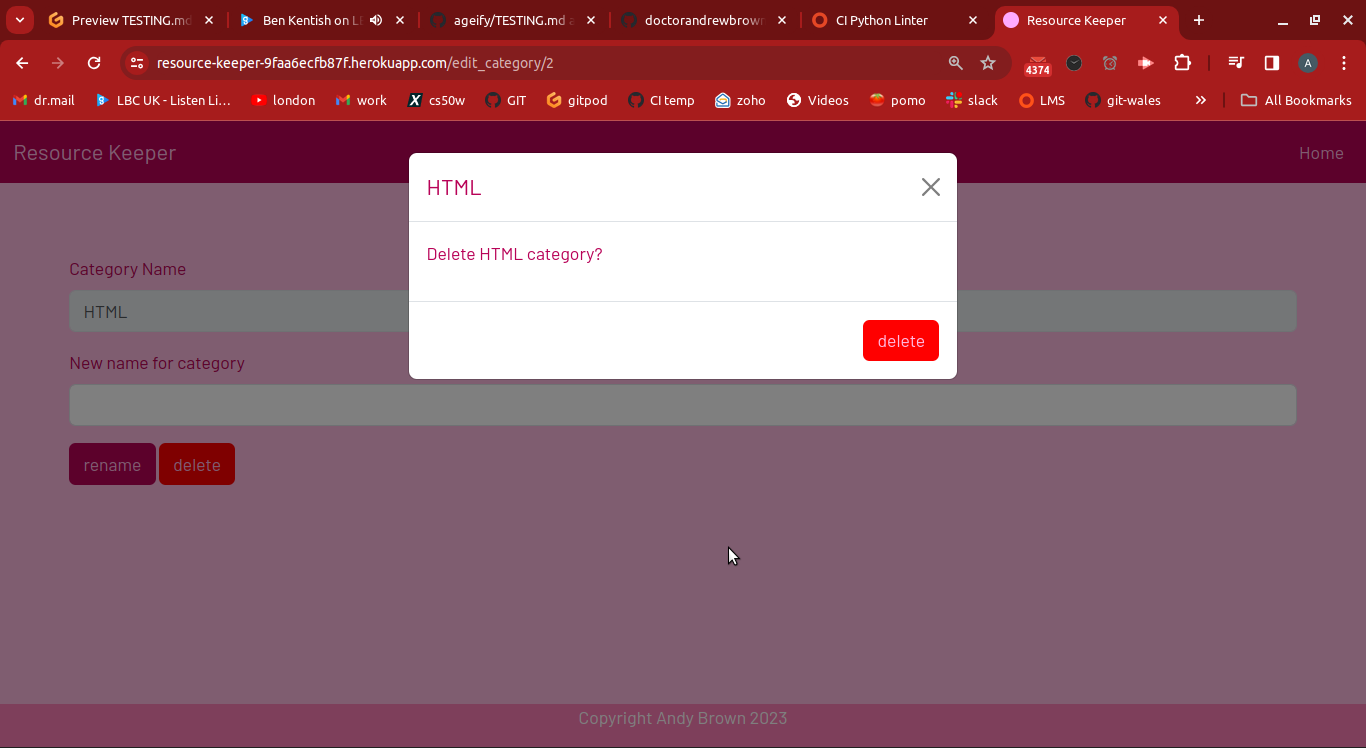 Preview TESTING.md
Ben Kentish on L
ageify/TESTING.md a
doctorandrewbrown
CI Python Linter
Resource Keeper
resource-keeper-9faa6ecfb87f.herokuapp.com/edit_category/2
4374
A
dr.mail
LBC UK - Listen Li...
london
work
cs50w
GIT
gitpod
CI temp
zoho
Videos
pomo
slack
LMS
git-wales
All Bookmarks
Resource Keeper
Home
HTML
Delete HTML category?
delete
Category Name
HTML
New name for category
rename
delete
Copyright Andy Brown 2023